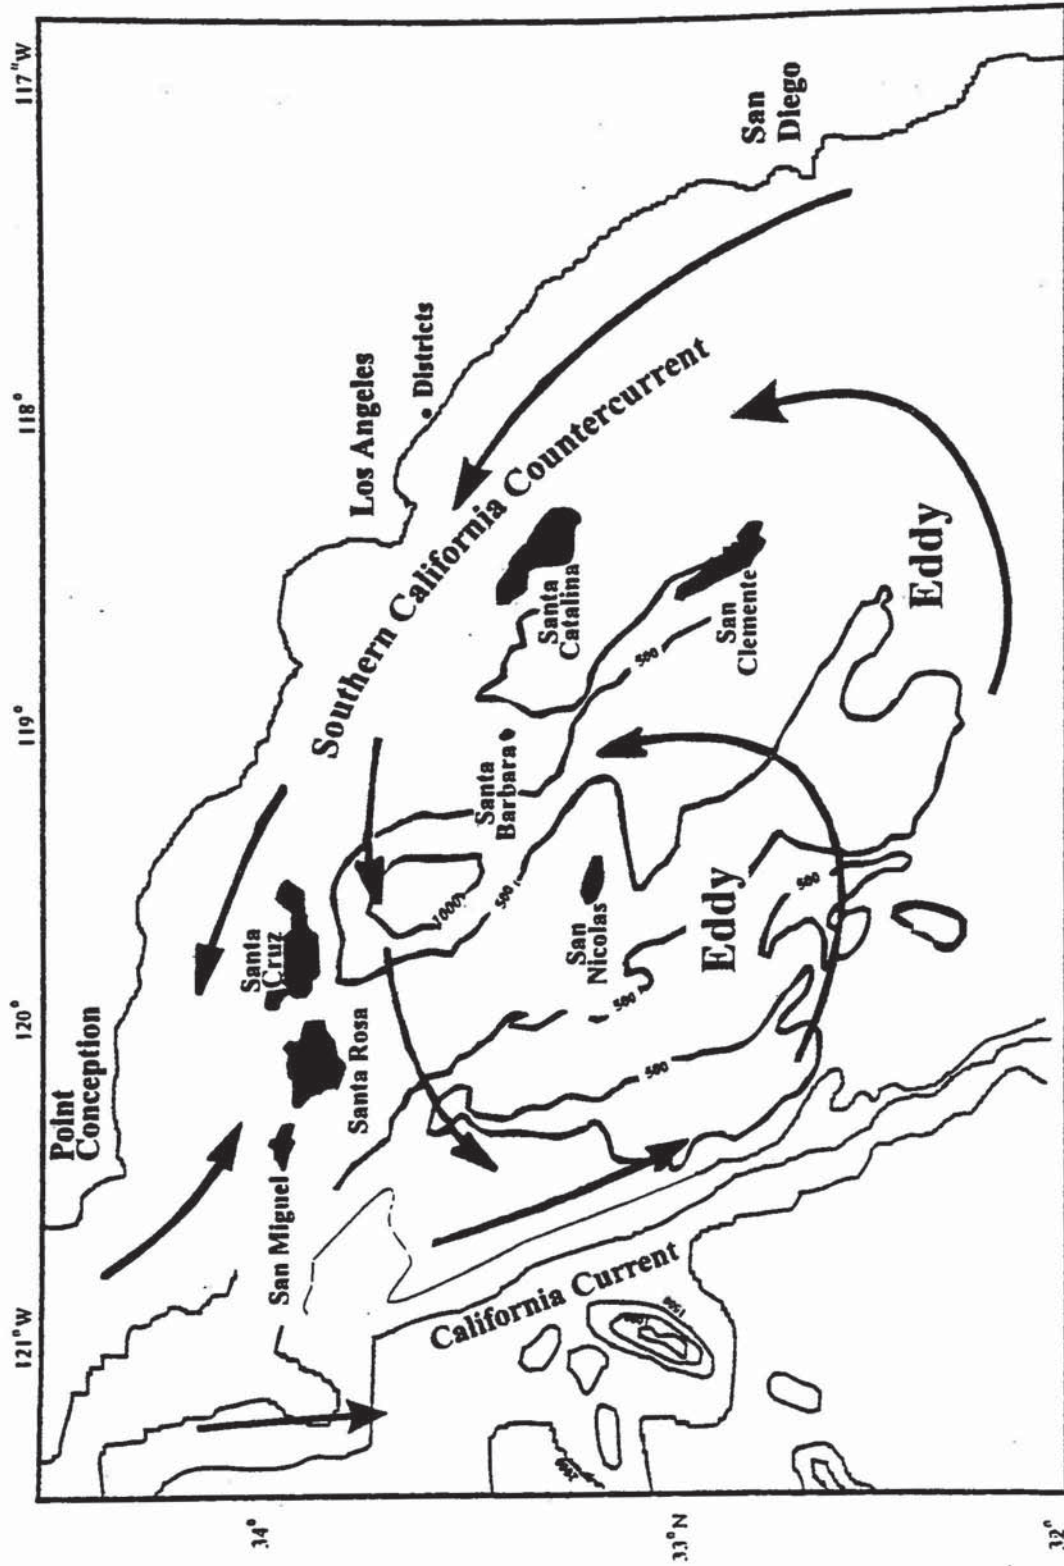 121°W
120°
119°
118°
117°W
34°
33°N
32°
Point
Conception
Los Angeles
• Districts
San
Diego
San Miguel
Santa Rosa
Santa
Cruz
Southern California Countercurrent
Santa
Barbara
Santa
Catalina
San
Nicolas
San
Clemente
California Current
Eddy
Eddy
1000
500
500
500
500
500
1500